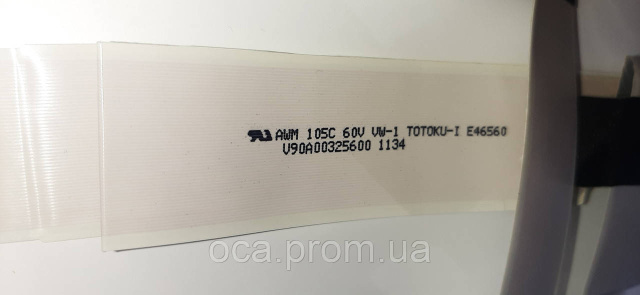 AWM 105C 60V VW-1 TOTOKU-I E46560
V90A00325600 1134
oca.prom.ua